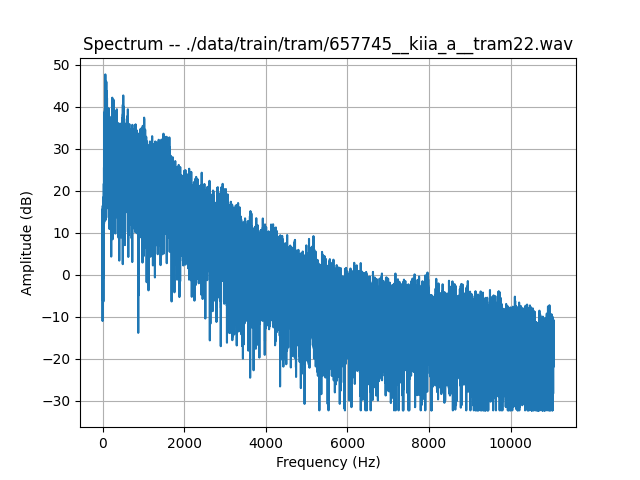 Spectrum -- ./data/train/tram/657745__kiia_a__tram22.wav
50
40
30
20
10
0
−10
−20
−30
Amplitude (dB)
0 2000 4000 6000 8000 10000
Frequency (Hz)